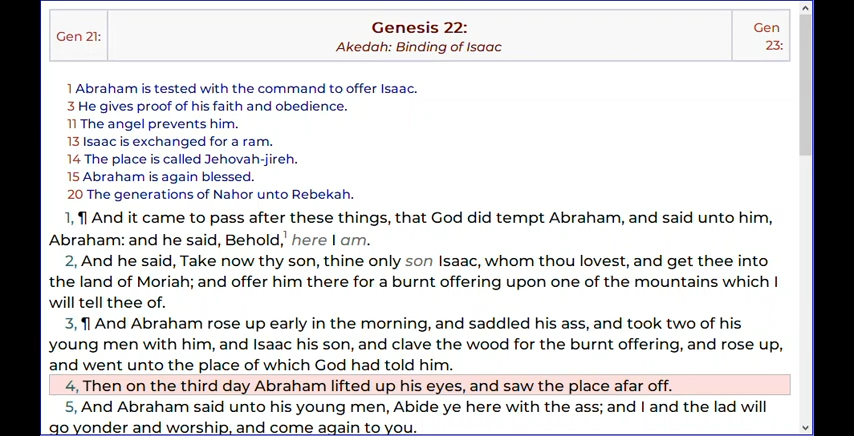 Gen 21:
Genesis 22:
Akedah: Binding of Isaac
Gen
23:
1 Abraham is tested with the command to offer Isaac.
3 He gives proof of his faith and obedience.
11 The angel prevents him.
13 Isaac is exchanged for a ram.
14 The place is called Jehovah-jireh.
15 Abraham is again blessed.
20 The generations of Nahor unto Rebekah.
1, ¶ And it came to pass after these things, that God did tempt Abraham, and said unto him,
Abraham: and he said, Behold,¹ here I am.
2, And he said, Take now thy son, thine only son Isaac, whom thou lovest, and get thee into
the land of Moriah; and offer him there for a burnt offering upon one of the mountains which I
will tell thee of.
3, ¶ And Abraham rose up early in the morning, and saddled his ass, and took two of his
young men with him, and Isaac his son, and clave the wood for the burnt offering, and rose up,
and went unto the place of which God had told him.
4, Then on the third day Abraham lifted up his eyes, and saw the place afar off.
5, And Abraham said unto his young men, Abide ye here with the ass; and I and the lad will
go yonder and worship, and come again to you.